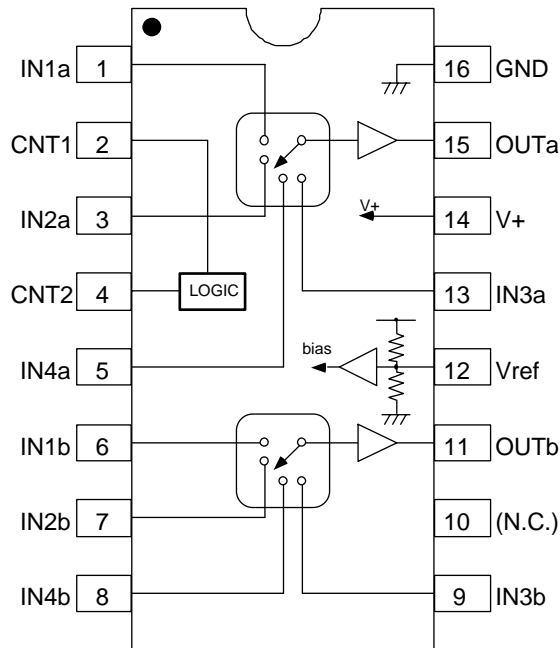 IN1a 1 16 GND
CNT1 2 15 OUTa
IN2a 3 V+ 14 V+
CNT2 4 LOGIC 13 IN3a
IN4a 5 bias 12 Vref
IN1b 6 11 OUTb
IN2b 7 10 (N.C.)
IN4b 8 9 IN3b